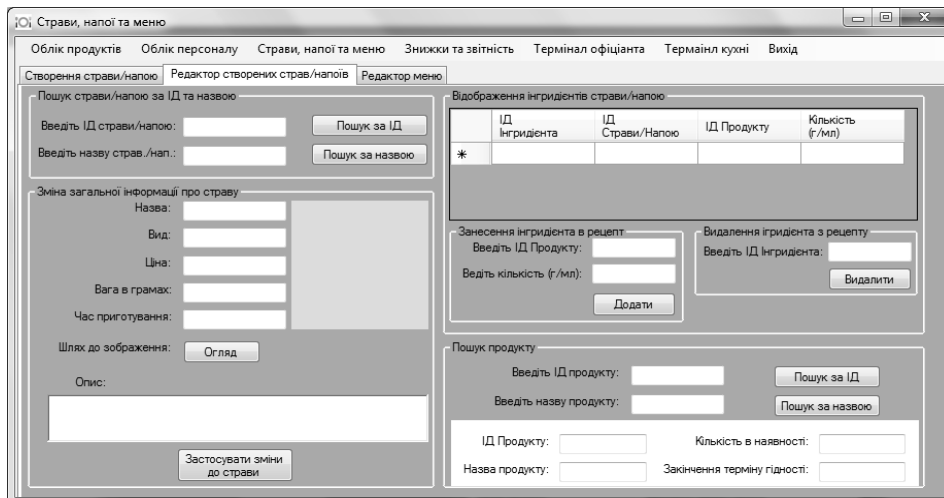 Страви, напої та меню
Облік продуктів Облік персоналу Страви, напої та меню Знижки та звітність Термінал офіціанта Термаінл кухні Вихід
Створення страви/напою Редактор створених страв/напоїв Редактор меню
Пошук страви/напою за ІД та назвою
Введіть ІД страви/напою: Пошук за ІД
Введіть назву страв./нап.: Пошук за назвою
Зміна загальної інформації про страву
Назва:
Вид:
Ціна:
Вага в грамах:
Час приготування:
Шлях до зображення: Огляд
Опис:
Застосувати зміни
до страви
Відображення інгридієнтів страви/напою
ІД
Інгридієнта
ІД
Страви/Напою
ІД Продукту
Кількість
(г/мл)
Занесення інгридієнта в рецепт
Введіть ІД Продукту:
Ведіть кількість (г/мл):
Додати
Видалення ігридієнта з рецепту
Введіть ІД Інгридієнта:
Видалити
Пошук продукту
Введіть ІД продукту: Пошук за ІД
Введіть назву продукту: Пошук за назвою
ІД Продукту: Кількість в наявності:
Назва продукту: Закінчення терміну гідності: